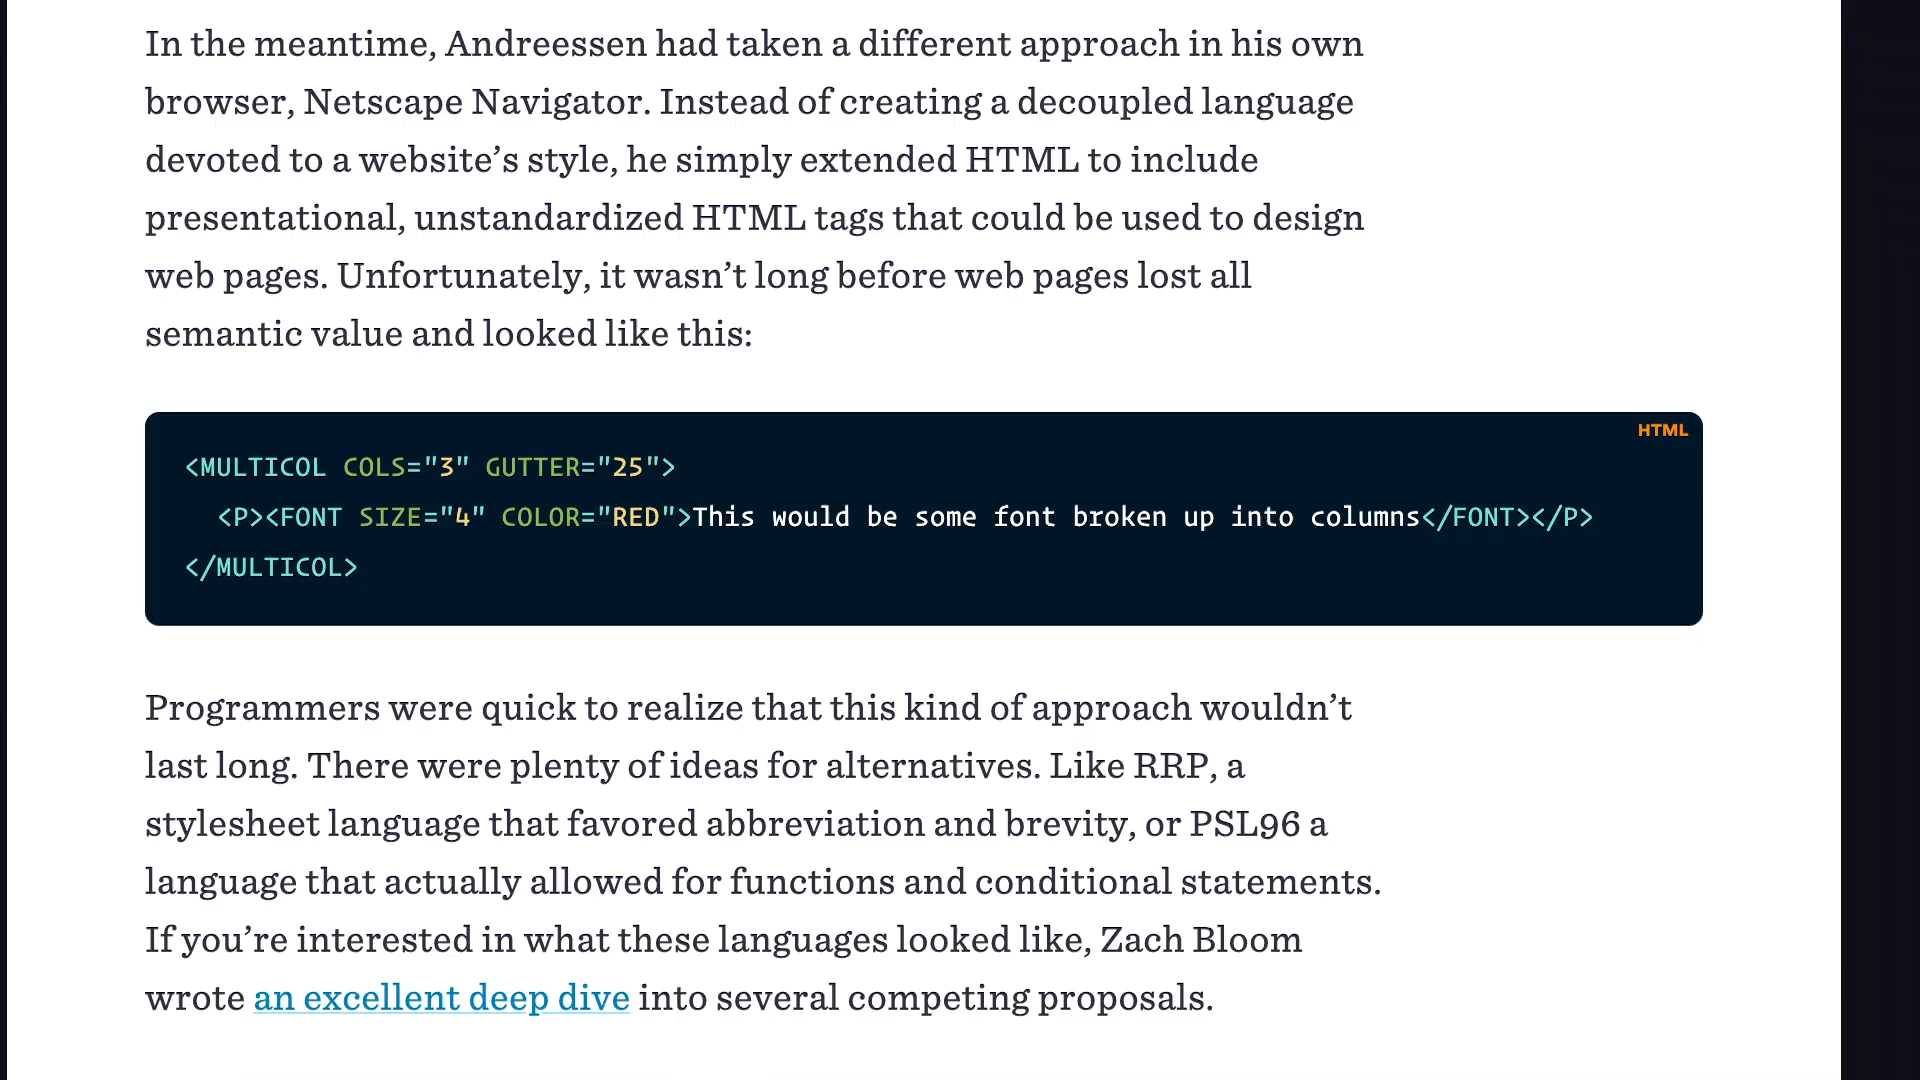 In the meantime, Andreessen had taken a different approach in his own
browser, Netscape Navigator. Instead of creating a decoupled language
devoted to a website’s style, he simply extended HTML to include
presentational, unstandardized HTML tags that could be used to design
web pages. Unfortunately, it wasn’t long before web pages lost all
semantic value and looked like this:
HTML
<MULTICOL COLS="3" GUTTER="25">
  <P><FONT SIZE="4" COLOR="RED">This would be some font broken up into columns</FONT></P>
</MULTICOL>
Programmers were quick to realize that this kind of approach wouldn’t
last long. There were plenty of ideas for alternatives. Like RRP, a
stylesheet language that favored abbreviation and brevity, or PSL96 a
language that actually allowed for functions and conditional statements.
If you’re interested in what these languages looked like, Zach Bloom
wrote an excellent deep dive into several competing proposals.